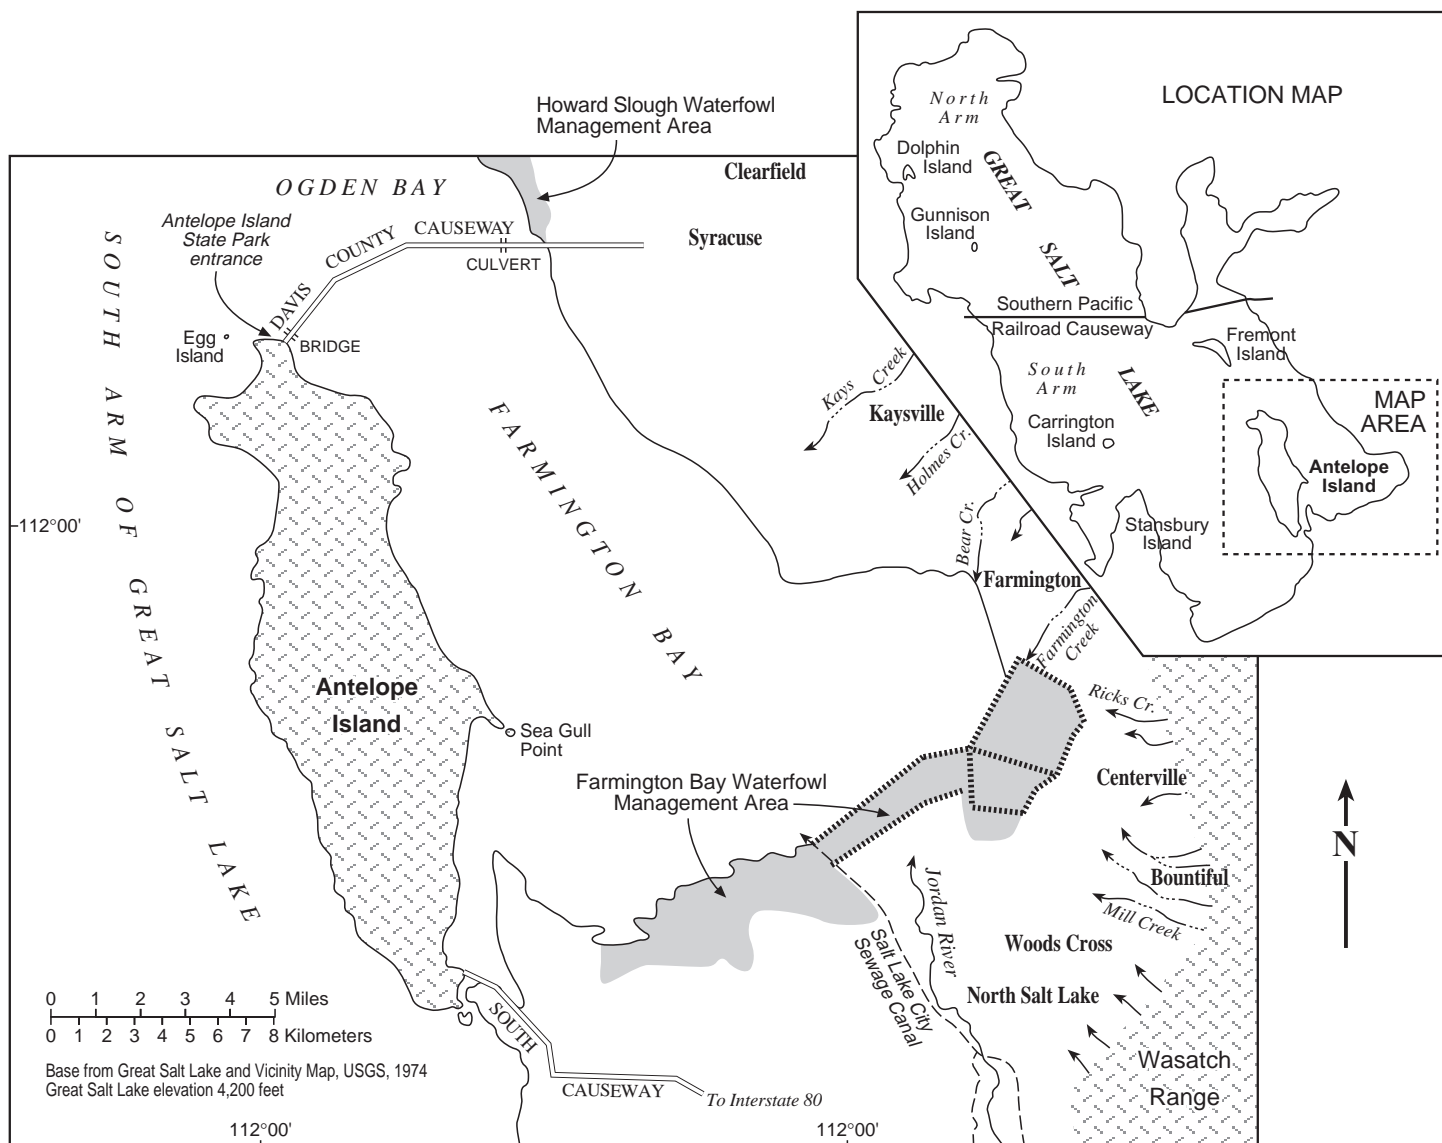 LOCATION MAP
North
Arm
Dolphin
Island
GREAT
Gunnison
Island
SALT
Southern Pacific
Railroad Causeway
Fremont
Island
South
Arm
LAKE
MAP
AREA
Carrington
Island
Antelope
Island
Stansbury
Island
Howard Slough Waterfowl
Management Area
Clearfield
OGDEN BAY
Antelope Island
State Park
entrance
Syracuse
DAVIS
COUNTY
CAUSEWAY
CULVERT
Egg
Island
BRIDGE
SOUTH ARM OF GREAT SALT LAKE
FARMINGTON BAY
Kays
Creek
Kaysville
Holmes Cr.
Bear Cr.
Farmington
Farmington
Creek
112°00'
Antelope
Island
Sea Gull
Point
Ricks Cr.
Farmington Bay Waterfowl
Management Area
Centerville
N
Bountiful
Mill Creek
Jordan River
Salt Lake City
Sewage Canal
Woods Cross
North Salt Lake
Wasatch
Range
SOUTH
CAUSEWAY
To Interstate 80
0 1 2 3 4 5 Miles
0 1 2 3 4 5 6 7 8 Kilometers
Base from Great Salt Lake and Vicinity Map, USGS, 1974
Great Salt Lake elevation 4,200 feet
112°00'
112°00'